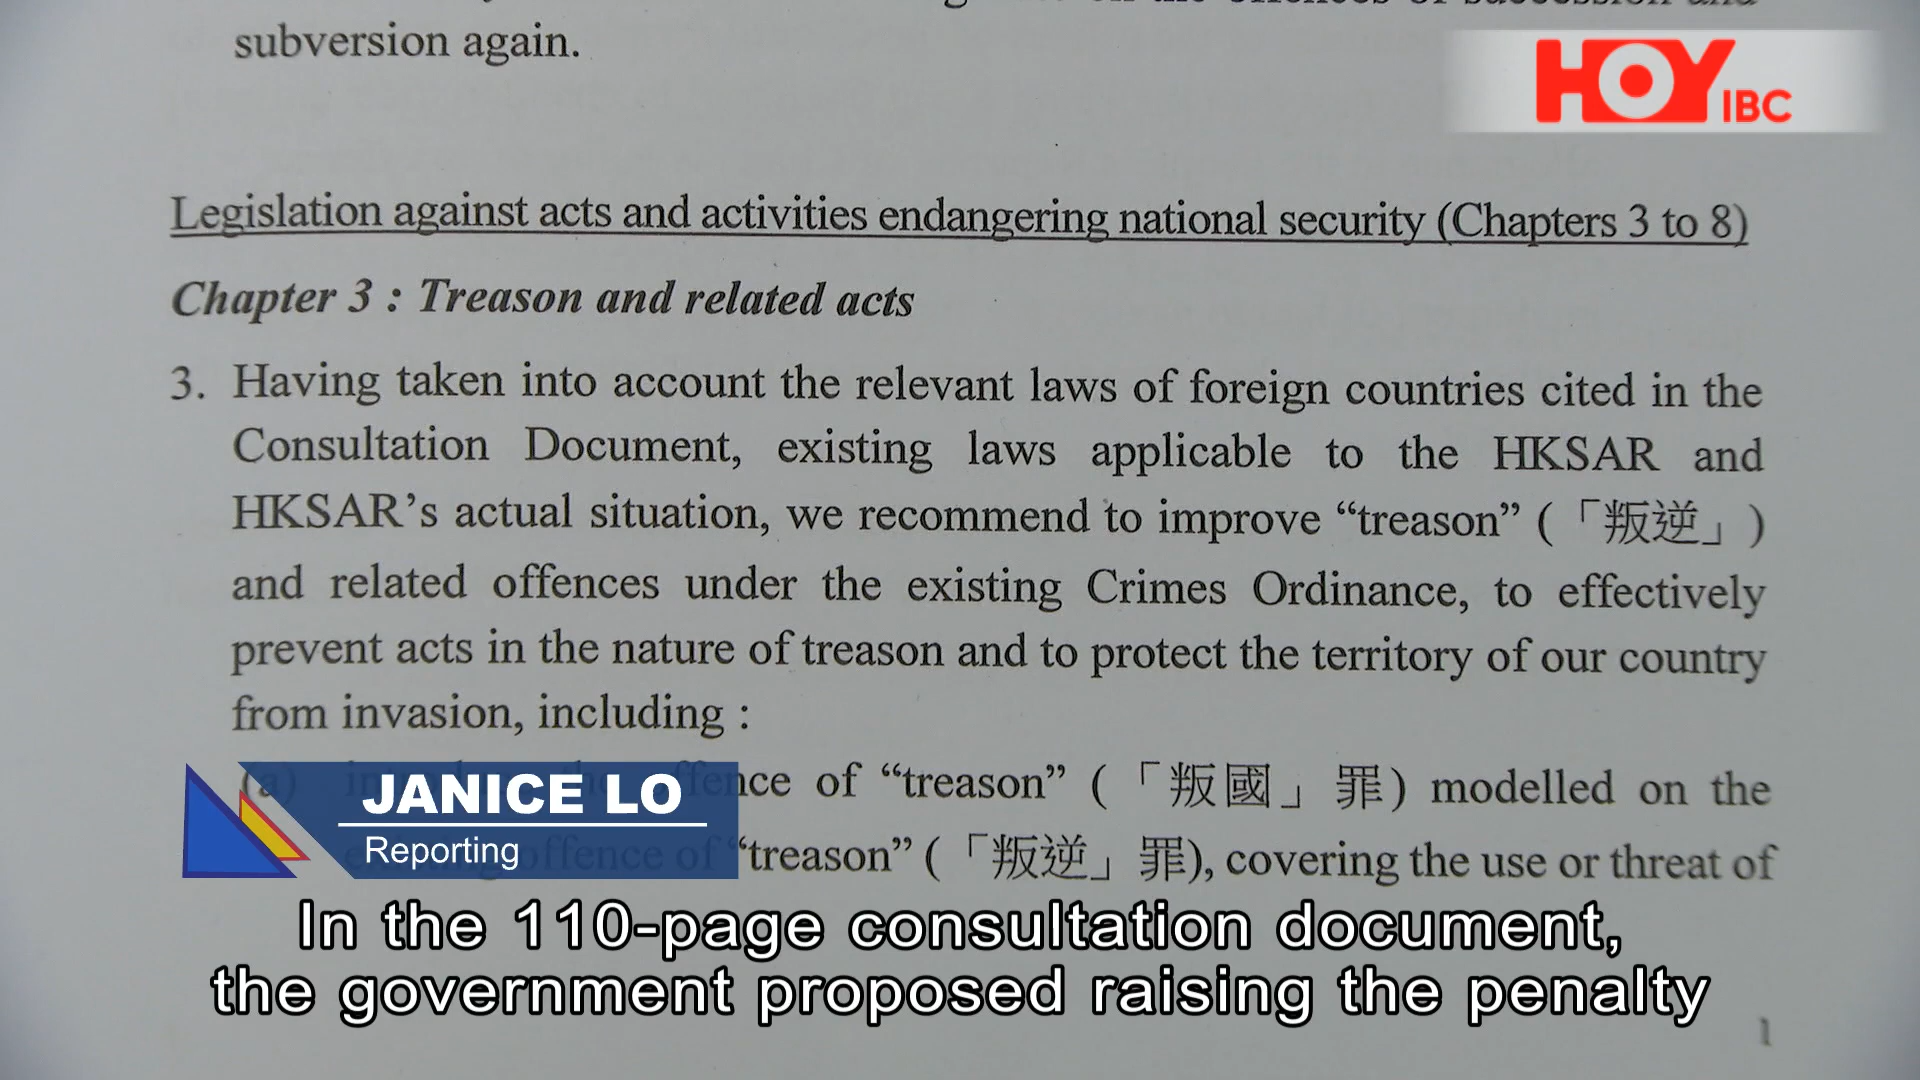 subversion again.
HOY IBC
Legislation against acts and activities endangering national security (Chapters 3 to 8)
Chapter 3 : Treason and related acts
3. Having taken into account the relevant laws of foreign countries cited in the
Consultation Document, existing laws applicable to the HKSAR and
HKSAR’s actual situation, we recommend to improve “treason” (「叛逆」)
and related offences under the existing Crimes Ordinance, to effectively
prevent acts in the nature of treason and to protect the territory of our country
from invasion, including :
(a) offence of “treason” (「叛國」罪) modelled on the
offence of “treason” (「叛逆」罪), covering the use or threat of
JANICE LO
Reporting
In the 110-page consultation document,
the government proposed raising the penalty
1